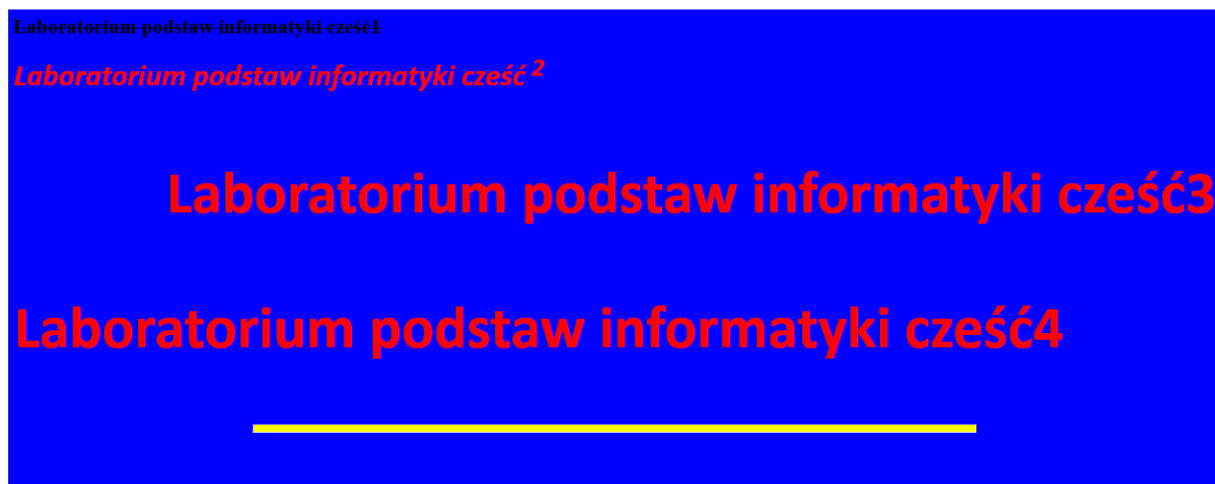 Laboratorium podstaw informatyki cześć1
Laboratorium podstaw informatyki cześć ²
Laboratorium podstaw informatyki cześć3
Laboratorium podstaw informatyki cześć4